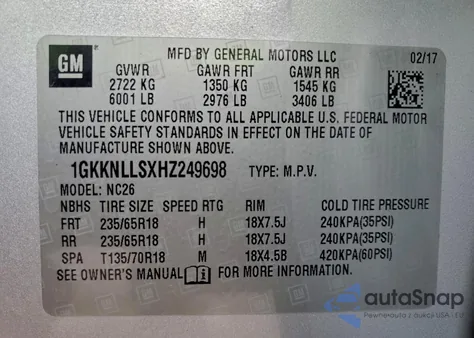 GM
MFD BY GENERAL MOTORS LLC 02/17
GVWR GAWR FRT GAWR RR
2722 KG 1350 KG 1545 KG
6001 LB 2976 LB 3406 LB
THIS VEHICLE CONFORMS TO ALL APPLICABLE U.S. FEDERAL MOTOR
VEHICLE SAFETY STANDARDS IN EFFECT ON THE DATE OF
MANUFACTURE SHOWN ABOVE.
1GKKNLLSXHZ249698 TYPE: M.P.V.
MODEL: NC26
NBHS TIRE SIZE SPEED RTG RIM COLD TIRE PRESSURE
FRT 235/65R18 H 18X7.5J 240KPA(35PSI)
RR 235/65R18 H 18X7.5J 240KPA(35PSI)
SPA T135/70R18 M 18X4.5B 420KPA(60PSI)
SEE OWNER'S MANUAL FOR MORE INFORMATION.
autoSnap